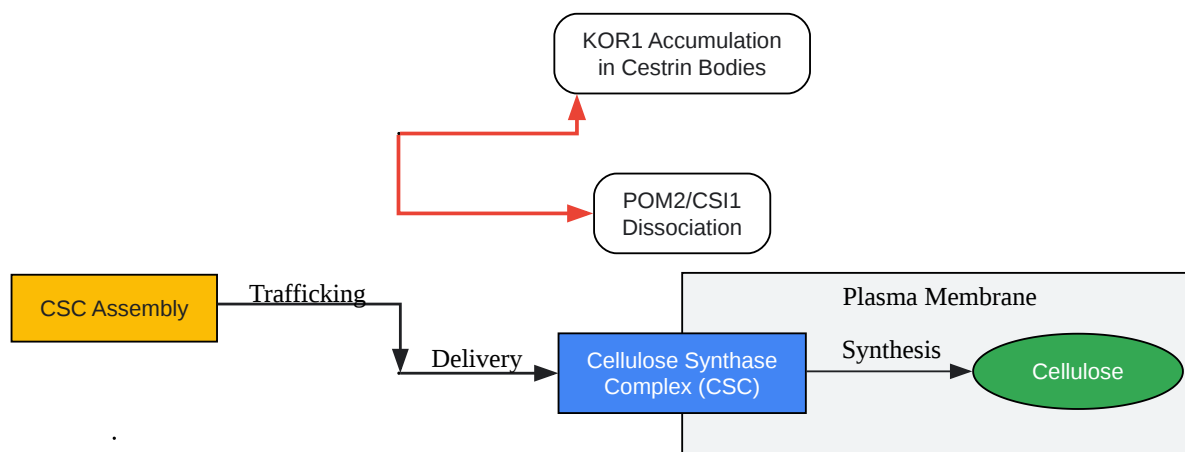 KOR1 Accumulation
in Cestrin Bodies
POM2/CSI1
Dissociation
CSC Assembly
Trafficking
Delivery
Cellulose Synthase
Complex (CSC)
Plasma Membrane
Synthesis
Cellulose
.